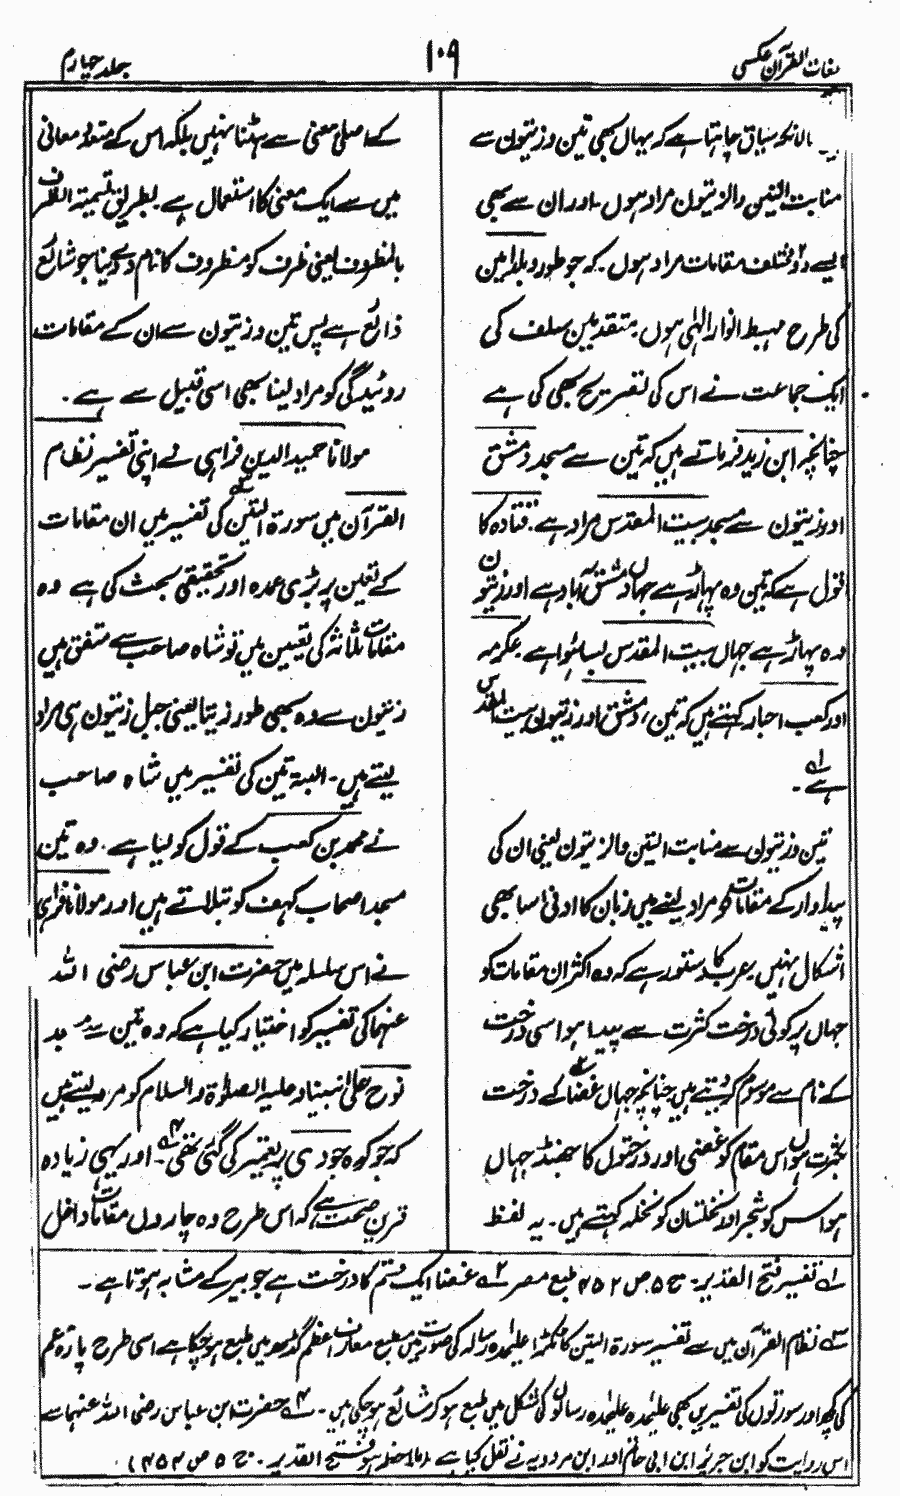 لغات القرآن عکسی
۱۰۹
جلد چہارم
چنانچہ سیاق چاہتا ہے کہ یہاں بھی تین و زیتون سے
مناسبت التین والزیتون مراد ہوں۔ اور ان سے بھی
ایسے دو مختلف مقامات مراد ہوں۔ کہ جو طور و بلد امین
کی طرح مہبط انوار الٰہی ہوں۔ متقدمین سلف کی
ایک جماعت نے اس کی تفسیر یہ بھی کی ہے
چنانچہ ابن زید فرماتے ہیں کہ تین سے مسجد دمشق
اور زیتون سے مسجد بیت المقدس مراد ہے۔ قتادہ کا
قول ہے کہ تین وہ پہاڑ ہے جہاں دمشق آباد ہے اور زیتون
وہ پہاڑ ہے جہاں بیت المقدس بسا ہوا ہے۔ عکرمہ
اور کعب احبار کہتے ہیں کہ تین، دمشق اور زیتون بیت المقدس
ہے۔ لہ
تین و زیتون سے منابت التین والزیتون یعنی ان کی
پیداوار کے مقامات کو مراد لینے میں زبان کا ادنیٰ سا بھی
اشکال نہیں۔ عرب کا دستور ہے کہ وہ اکثر ان مقامات کو
جہاں پر کوئی درخت کثرت سے پیدا ہوا سی درخت
کے نام سے موسوم کر دیتے ہیں چنانچہ جہاں غضا کے درخت
بکثرت ہوں اس مقام کو غضی اور درختوں کا جھنڈ جہاں
ہو اس کو شجر اور نخلستان کو نخلہ کہتے ہیں۔ یہ لفظ
کے اصلی معنی سے ہٹنا نہیں بلکہ اس کے متعدد معانی
میں سے ایک معنی کا استعمال ہے۔ بطریق تسمیۃ الظرف
بالمظروف یعنی ظرف کو مظروف کا نام دے دینا جو شائع
ذائع ہے پس تین و زیتون سے ان کے مقامات
روئیدگی کو مراد لینا بھی اسی قبیل سے ہے۔
مولانا حمید الدین فراہی نے اپنی تفسیر نظام
القرآن میں سورۃ التین کی تفسیر میں ان مقامات
کے تعین پر بڑی عمدہ اور تحقیقی بحث کی ہے وہ
مقامات ثلاثہ کی تعیین میں تو شاہ صاحب سے متفق ہیں
زیتون سے وہ بھی طور زیتا یعنی جبل زیتون ہی مراد
لیتے ہیں۔ البتہ تین کی تفسیر میں شاہ صاحب
نے محمد بن کعب کے قول کو لیا ہے۔ وہ تین
مسجد اصحاب کہف کو بتلاتے ہیں اور مولانا فراہی
نے اس سلسلہ میں حضرت ابن عباس رضی اللہ
عنہما کی تفسیر کو اختیار کیا ہے کہ وہ تین سے مسجد
نوح علیٰ نبینا و علیہ الصلوٰۃ والسلام کو مراد لیتے ہیں
کہ جو کوہ جودی پر تعمیر کی گئی تھی۔ اور یہی زیادہ
قرین صحت ہے کہ اس طرح وہ چاروں مقامات داخل
لہ تفسیر فتح القدیر۔ ج ۵ ص ۴۵۲ طبع مصر ۲ہ غضا ایک قسم کا درخت ہے جو بیر کے مشابہ ہوتا ہے۔
۳ہ نظام القرآن میں سے تفسیر سورۃ التین کا ٹکڑا علیحدہ رسالہ کی صورت میں مطبع معارف اعظم گڈھ میں طبع ہو چکا ہے اسی طرح پارہ عم
کی کچھ اور سورتوں کی تفسیریں بھی علیحدہ علیحدہ رسالوں کی شکل میں طبع ہو کر شائع ہو چکی ہیں۔ ۴ہ حضرت ابن عباس رضی اللہ عنہما سے
اس روایت کو ابن جریر، ابن ابی حاتم اور ابن مردویہ نے نقل کیا ہے (ملاحظہ ہو فتح القدیر۔ ج ۵ ص ۴۵۲)